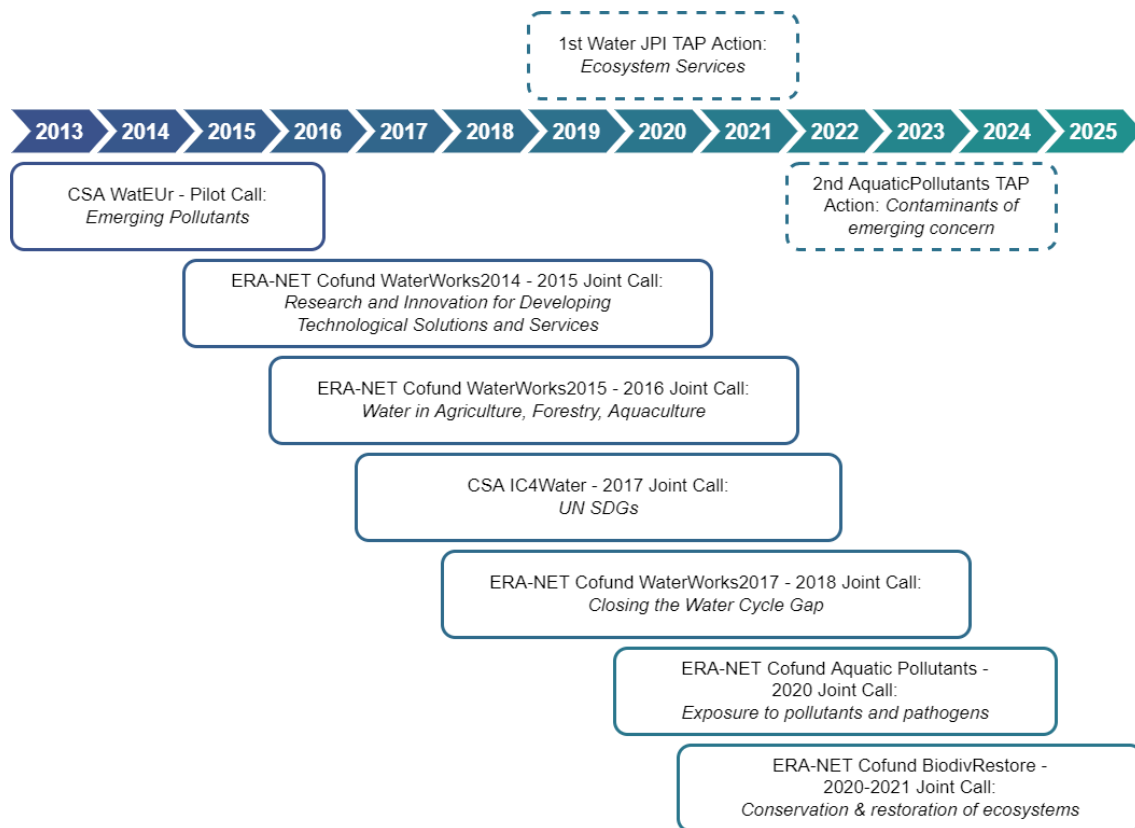 1st Water JPI TAP Action:
Ecosystem Services
2013 2014 2015 2016 2017 2018 2019 2020 2021 2022 2023 2024 2025
CSA WatEUr - Pilot Call:
Emerging Pollutants
2nd AquaticPollutants TAP
Action: Contaminants of
emerging concern
ERA-NET Cofund WaterWorks2014 - 2015 Joint Call:
Research and Innovation for Developing
Technological Solutions and Services
ERA-NET Cofund WaterWorks2015 - 2016 Joint Call:
Water in Agriculture, Forestry, Aquaculture
CSA IC4Water - 2017 Joint Call:
UN SDGs
ERA-NET Cofund WaterWorks2017 - 2018 Joint Call:
Closing the Water Cycle Gap
ERA-NET Cofund Aquatic Pollutants -
2020 Joint Call:
Exposure to pollutants and pathogens
ERA-NET Cofund BiodivRestore -
2020-2021 Joint Call:
Conservation & restoration of ecosystems